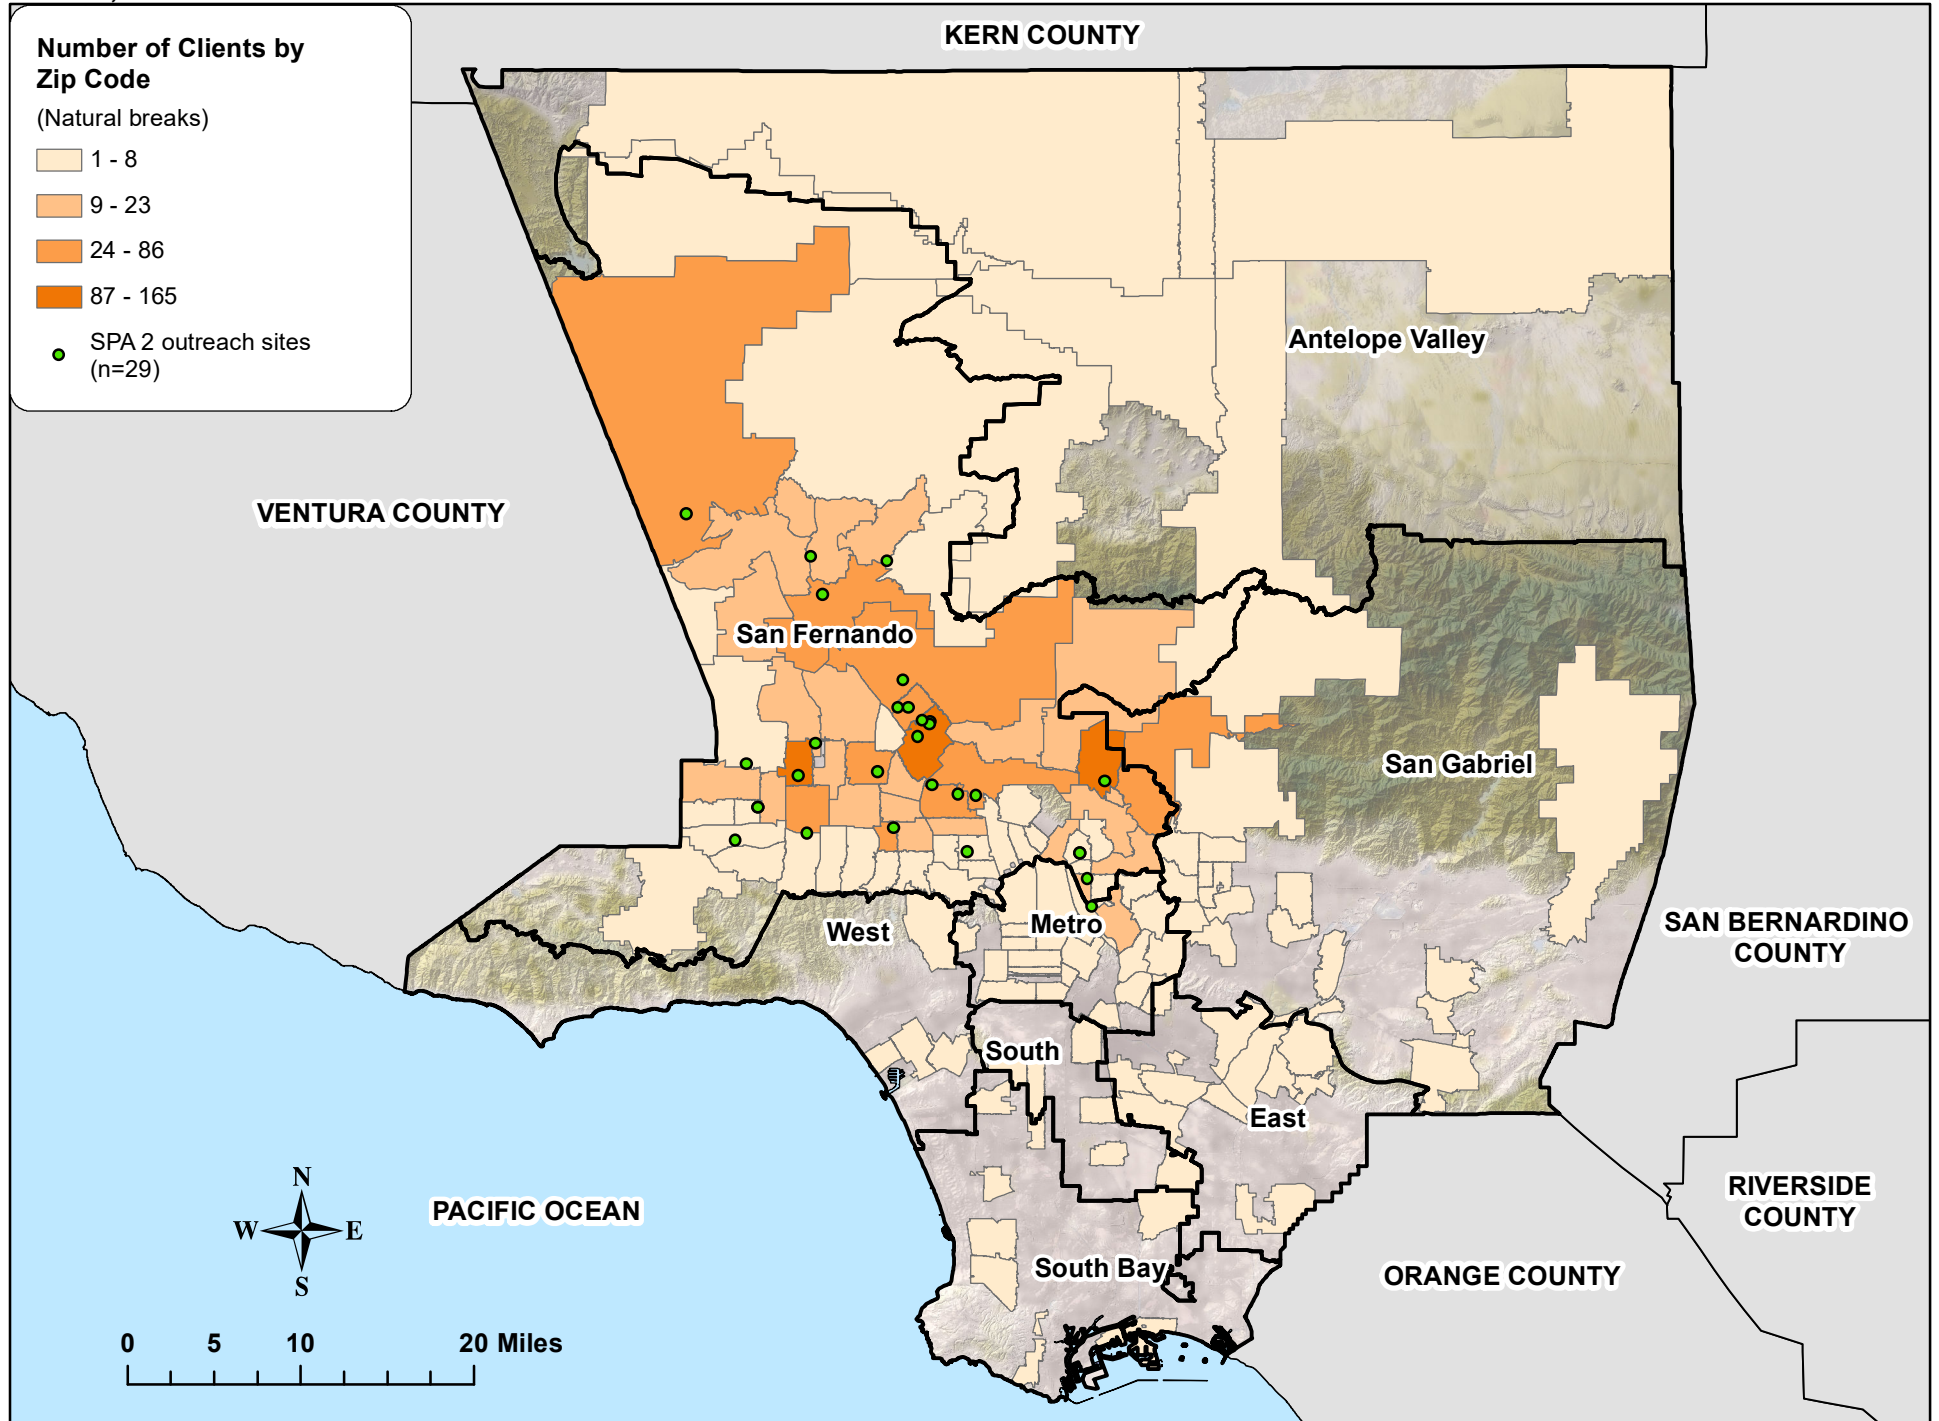 Number of Clients by
Zip Code
(Natural breaks)
1 - 8
9 - 23
24 - 86
87 - 165
SPA 2 outreach sites
(n=29)
KERN COUNTY
Antelope Valley
VENTURA COUNTY
San Fernando
San Gabriel
West
Metro
SAN BERNARDINO
COUNTY
South
East
RIVERSIDE
COUNTY
PACIFIC OCEAN
South Bay
ORANGE COUNTY
N
W E
S
0 5 10 20 Miles